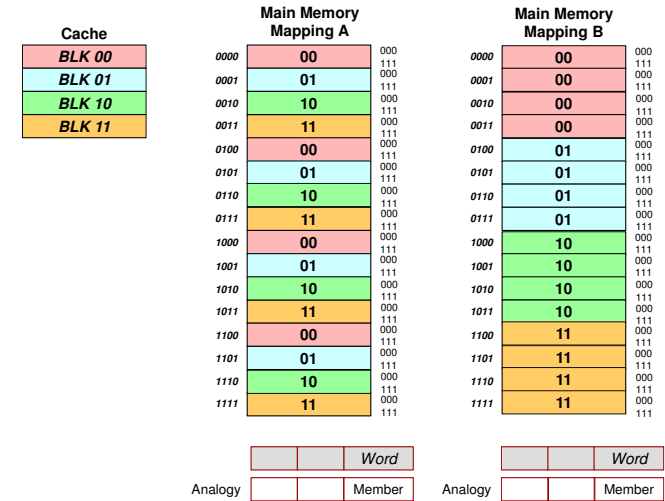 Cache
BLK 00
BLK 01
BLK 10
BLK 11
Main Memory
Mapping A
0000 00 000
111
0001 01 000
111
0010 10 000
111
0011 11 000
111
0100 00 000
111
0101 01 000
111
0110 10 000
111
0111 11 000
111
1000 00 000
111
1001 01 000
111
1010 10 000
111
1011 11 000
111
1100 00 000
111
1101 01 000
111
1110 10 000
111
1111 11 000
111
Word
Analogy Member
Main Memory
Mapping B
0000 00 000
111
0001 00 000
111
0010 00 000
111
0011 00 000
111
0100 01 000
111
0101 01 000
111
0110 01 000
111
0111 01 000
111
1000 10 000
111
1001 10 000
111
1010 10 000
111
1011 10 000
111
1100 11 000
111
1101 11 000
111
1110 11 000
111
1111 11 000
111
Word
Analogy Member